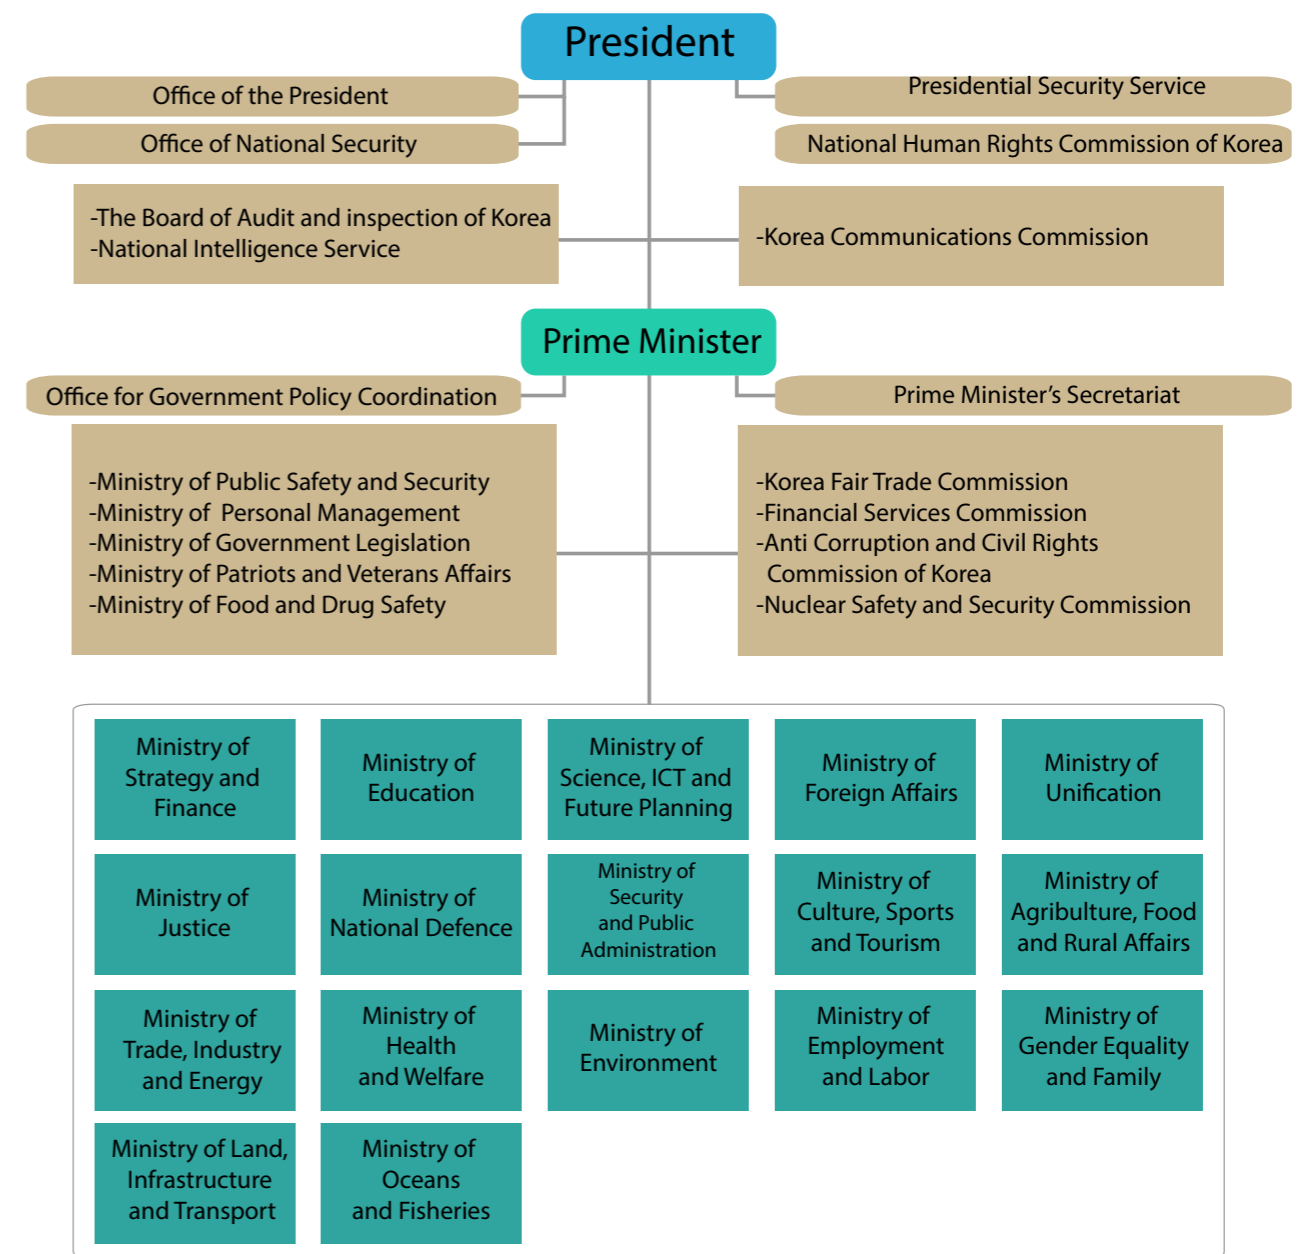 President
Office of the President
Presidential Security Service
Office of National Security
National Human Rights Commission of Korea
-The Board of Audit and inspection of Korea
-National Intelligence Service
-Korea Communications Commission
Prime Minister
Office for Government Policy Coordination
Prime Minister’s Secretariat
-Ministry of Public Safety and Security
-Ministry of  Personal Management
-Ministry of Government Legislation
-Ministry of Patriots and Veterans Affairs
-Ministry of Food and Drug Safety
-Korea Fair Trade Commission
-Financial Services Commission
-Anti Corruption and Civil Rights
Commission of Korea
-Nuclear Safety and Security Commission
Ministry of
Strategy and
Finance
Ministry of
Education
Ministry of
Science, ICT and
Future Planning
Ministry of
Foreign Affairs
Ministry of
Unification
Ministry of
Justice
Ministry of
National Defence
Ministry of
Security
and Public
Administration
Ministry of
Culture, Sports
and Tourism
Ministry of
Agribulture, Food
and Rural Affairs
Ministry of
Trade, Industry
and Energy
Ministry of
Health
and Welfare
Ministry of
Environment
Ministry of
Employment
and Labor
Ministry of
Gender Equality
and Family
Ministry of Land,
Infrastructure
and Transport
Ministry of
Oceans
and Fisheries